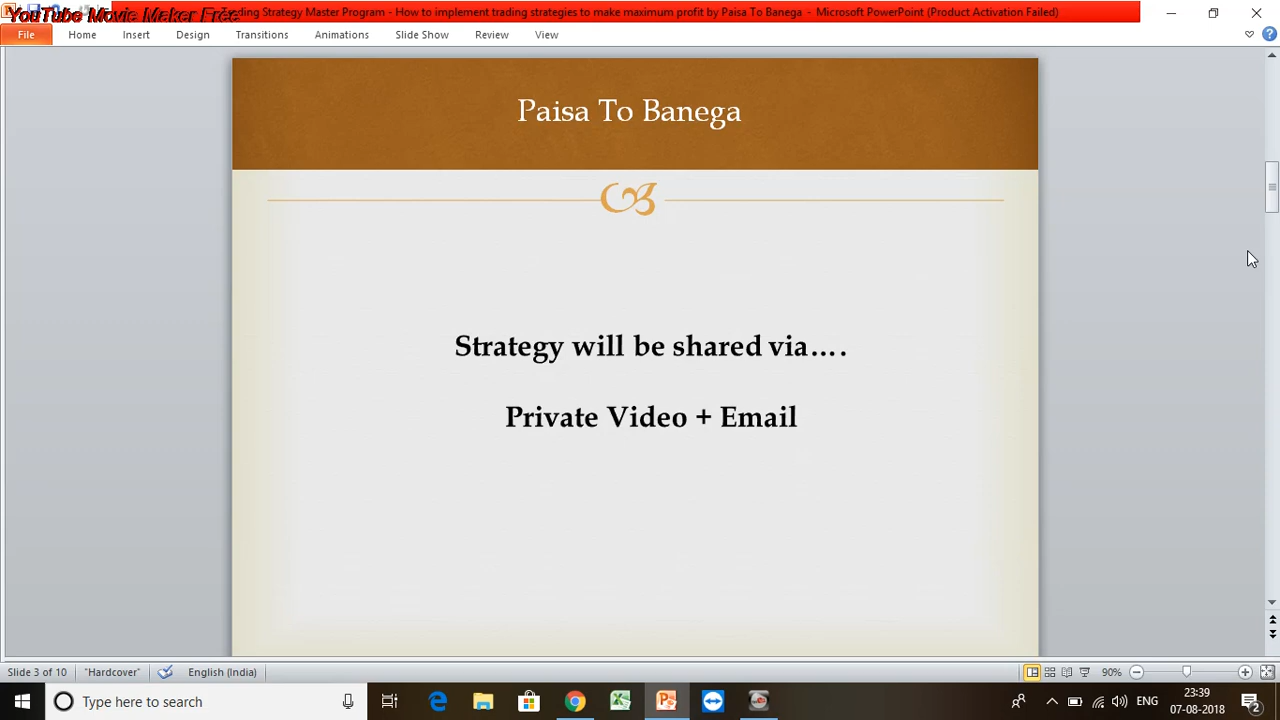 YouTube Movie Maker Free
ding Strategy Master Program - How to implement trading strategies to make maximum profit by Paisa To Banega - Microsoft PowerPoint (Product Activation Failed)
File Home Insert Design Transitions Animations Slide Show Review View
Paisa To Banega
Strategy will be shared via….
Private Video + Email
Slide 3 of 10 "Hardcover" English (India) 90%
Type here to search ENG 23:39
07-08-2018 2